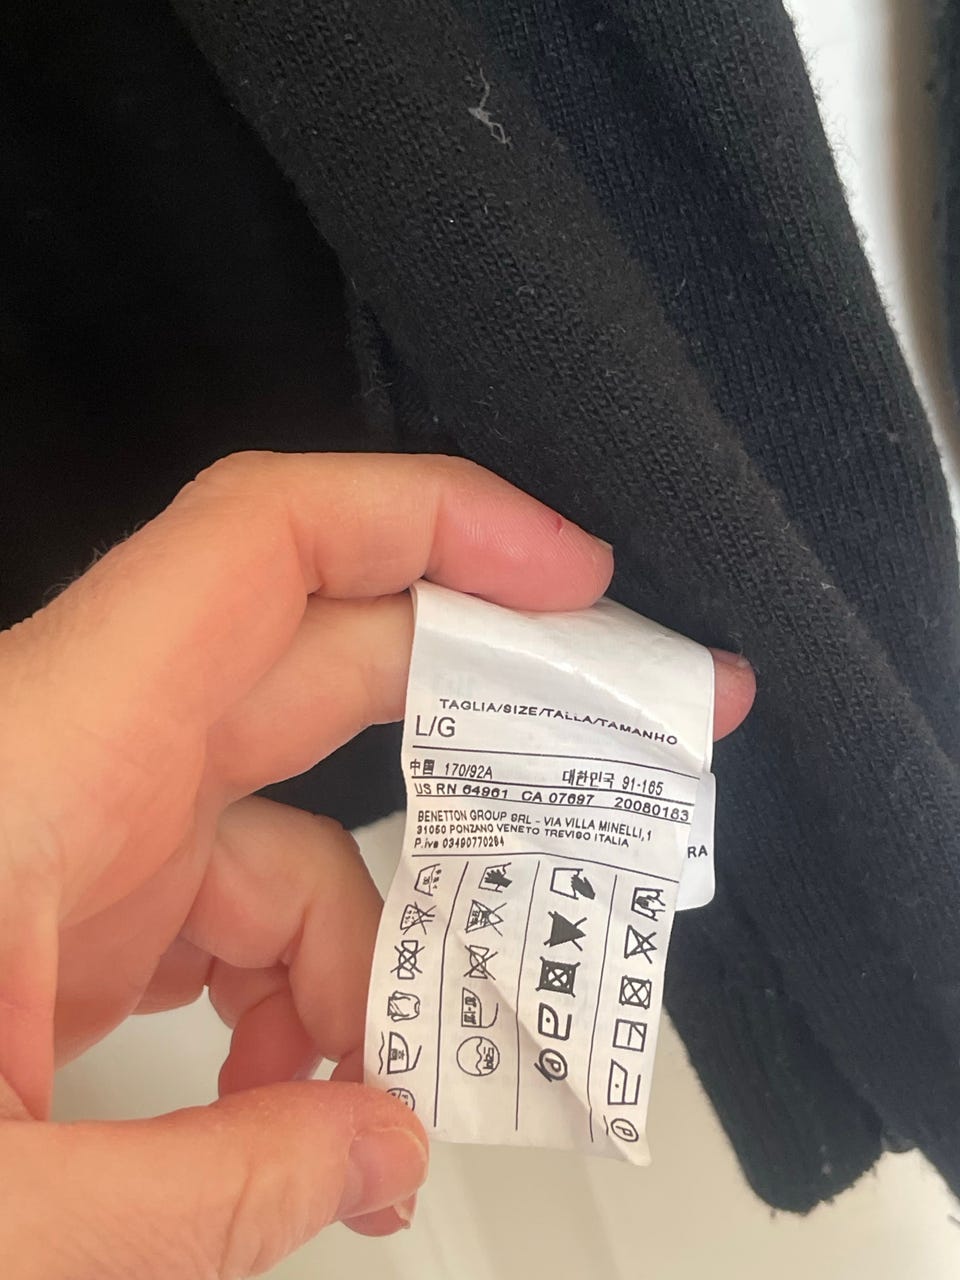 TAGLIA/SIZE/TALLA/TAMANHO
L/G
中国 170/92A 대한민국 91-165
US RN 64961 CA 07697 20080163
BENETTON GROUP SRL - VIA VILLA MINELLI, 1
31050 PONZANO VENETO TREVISO ITALIA
P.iva 03490770264
RA
P
P